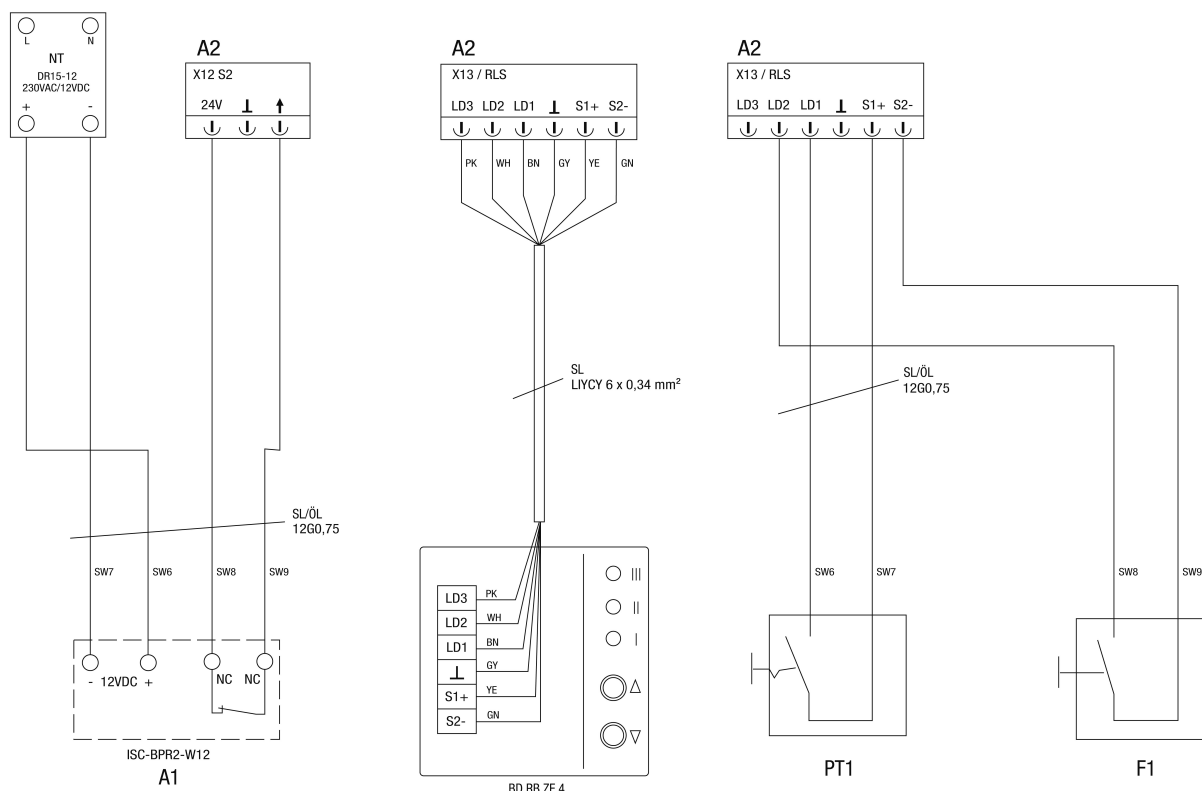 L N
NT
DR15-12
230VAC/12VDC
+ -
A2
X12 S2
24V ⊥ ↑
SL/ÖL
12G0,75
SW7 SW6 SW8 SW9
- 12VDC + NC NC
ISC-BPR2-W12
A1
A2
X13 / RLS
LD3 LD2 LD1 ⊥ S1+ S2-
PK WH BN GY YE GN
SL
LIYCY 6 x 0,34 mm²
LD3 PK
LD2 WH
LD1 BN
⊥ GY
S1+ YE
S2- GN
III
II
I
△
▽
BD RB ZF 4
A2
X13 / RLS
LD3 LD2 LD1 ⊥ S1+ S2-
SL/ÖL
12G0,75
SW6 SW7 SW8 SW9
PT1
F1